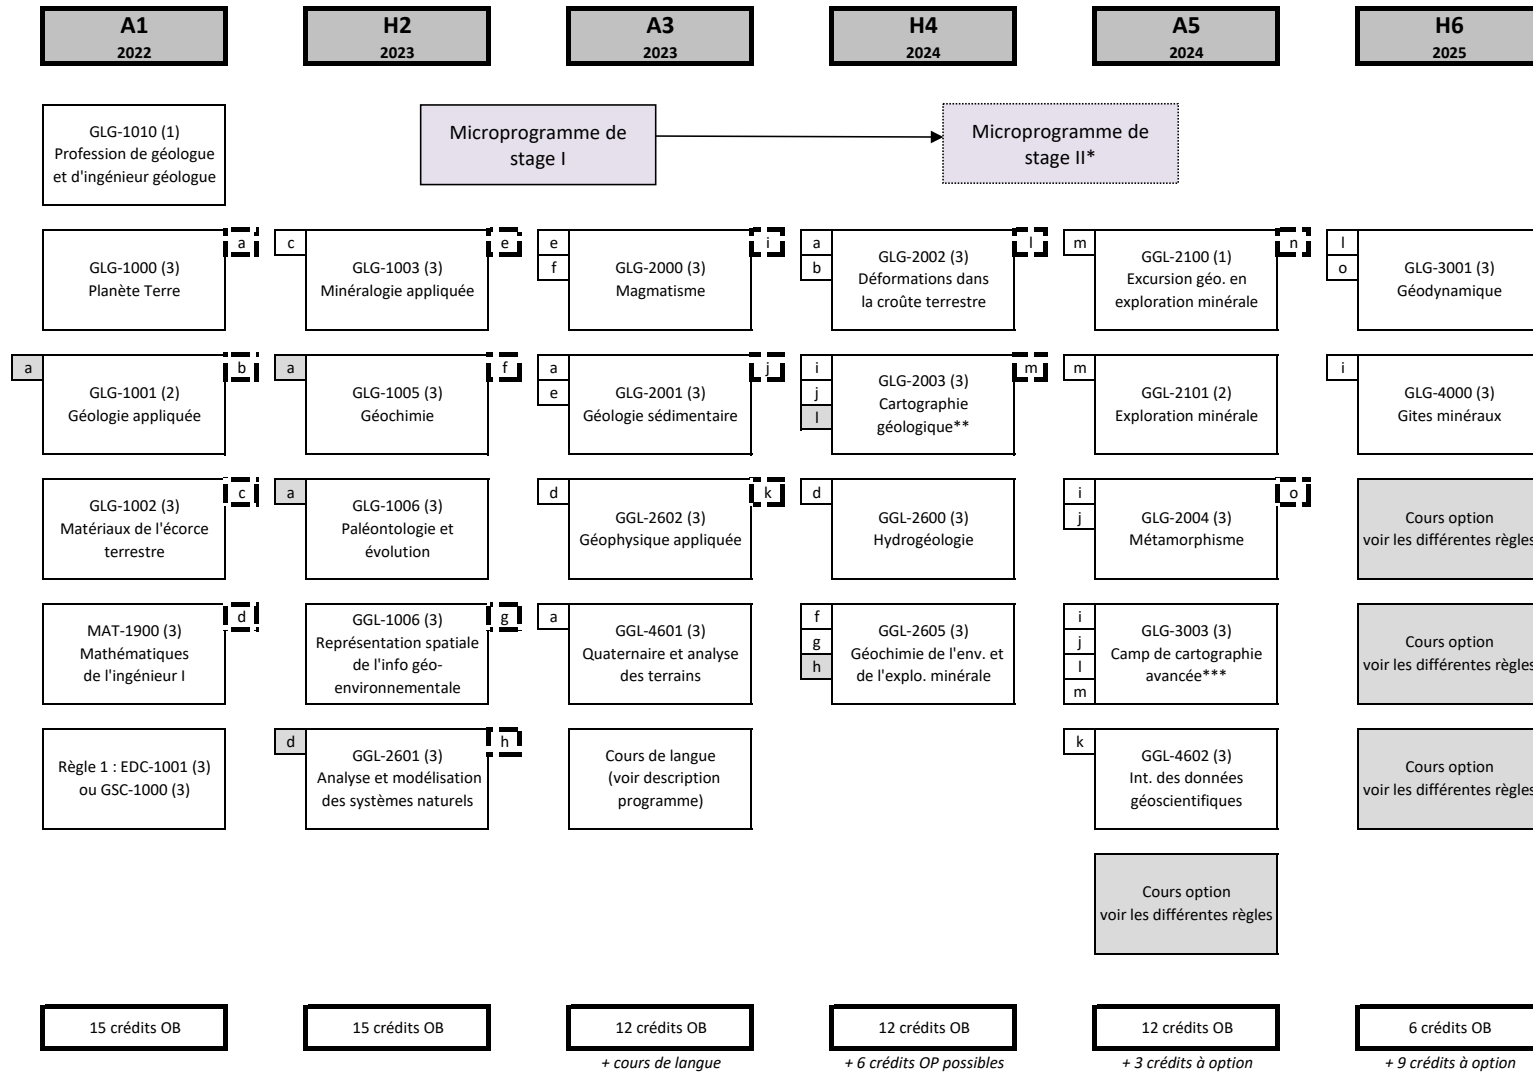 A1
2022
H2
2023
A3
2023
H4
2024
A5
2024
H6
2025
GLG-1010 (1)
Profession de géologue
et d'ingénieur géologue
Microprogramme de
stage I
Microprogramme de
stage II*
GLG-1000 (3)
Planète Terre
a
c
GLG-1003 (3)
Minéralogie appliquée
e
e
f
GLG-2000 (3)
Magmatisme
i
a
b
GLG-2002 (3)
Déformations dans
la croûte terrestre
l
m
GGL-2100 (1)
Excursion géo. en
exploration minérale
n
l
o
GLG-3001 (3)
Géodynamique
a
GLG-1001 (2)
Géologie appliquée
b
a
GLG-1005 (3)
Géochimie
f
a
e
GLG-2001 (3)
Géologie sédimentaire
j
i
j
l
GLG-2003 (3)
Cartographie
géologique**
m
m
GGL-2101 (2)
Exploration minérale
i
GLG-4000 (3)
Gites minéraux
GLG-1002 (3)
Matériaux de l'écorce
terrestre
c
a
GLG-1006 (3)
Paléontologie et
évolution
d
GGL-2602 (3)
Géophysique appliquée
k
d
GGL-2600 (3)
Hydrogéologie
i
j
GLG-2004 (3)
Métamorphisme
o
Cours option
voir les différentes règles
MAT-1900 (3)
Mathématiques
de l'ingénieur I
d
GGL-1006 (3)
Représentation spatiale
de l'info géo-
environnementale
g
a
GGL-4601 (3)
Quaternaire et analyse
des terrains
f
g
h
GGL-2605 (3)
Géochimie de l'env. et
de l'explo. minérale
i
j
l
m
GLG-3003 (3)
Camp de cartographie
avancée***
Cours option
voir les différentes règles
Règle 1 : EDC-1001 (3)
ou GSC-1000 (3)
d
GGL-2601 (3)
Analyse et modélisation
des systèmes naturels
h
Cours de langue
(voir description
programme)
k
GGL-4602 (3)
Int. des données
géoscientifiques
Cours option
voir les différentes règles
Cours option
voir les différentes règles
15 crédits OB
15 crédits OB
12 crédits OB
+ cours de langue
12 crédits OB
+ 6 crédits OP possibles
12 crédits OB
+ 3 crédits à option
6 crédits OB
+ 9 crédits à option